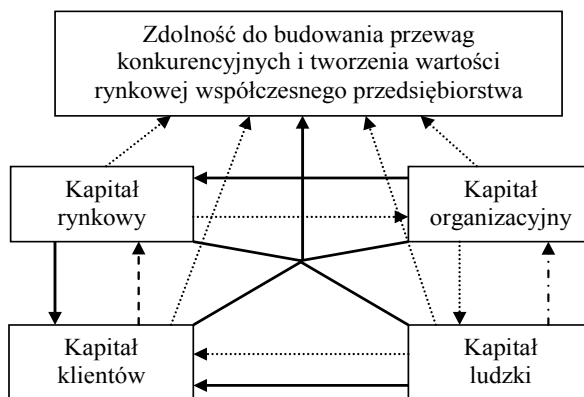 Zdolność do budowania przewag
konkurencyjnych i tworzenia wartości
rynkowej współczesnego przedsiębiorstwa
Kapitał
rynkowy
Kapitał
organizacyjny
Kapitał
klientów
Kapitał
ludzki